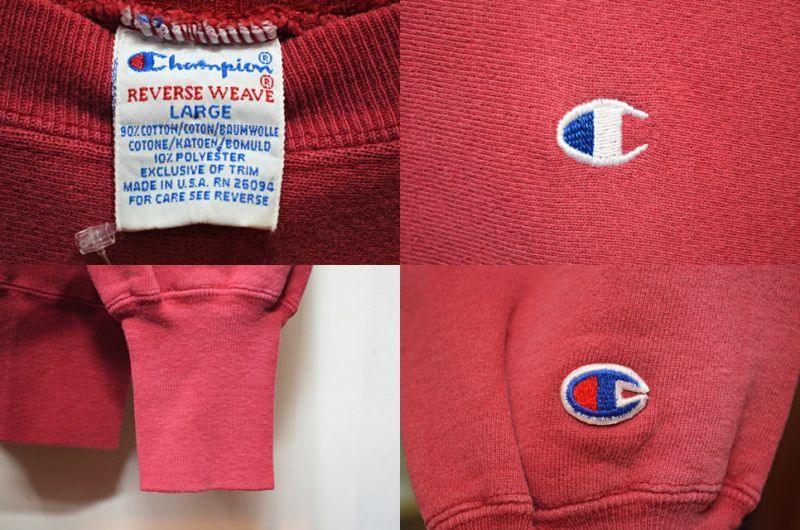 Champion®
®
REVERSE WEAVE
LARGE
90% COTTON/COTON/BAUMWOLLE
COTONE/KATOEN/BOMULD
10% POLYESTER
EXCLUSIVE OF TRIM
MADE IN U.S.A. RN 26094
FOR CARE SEE REVERSE